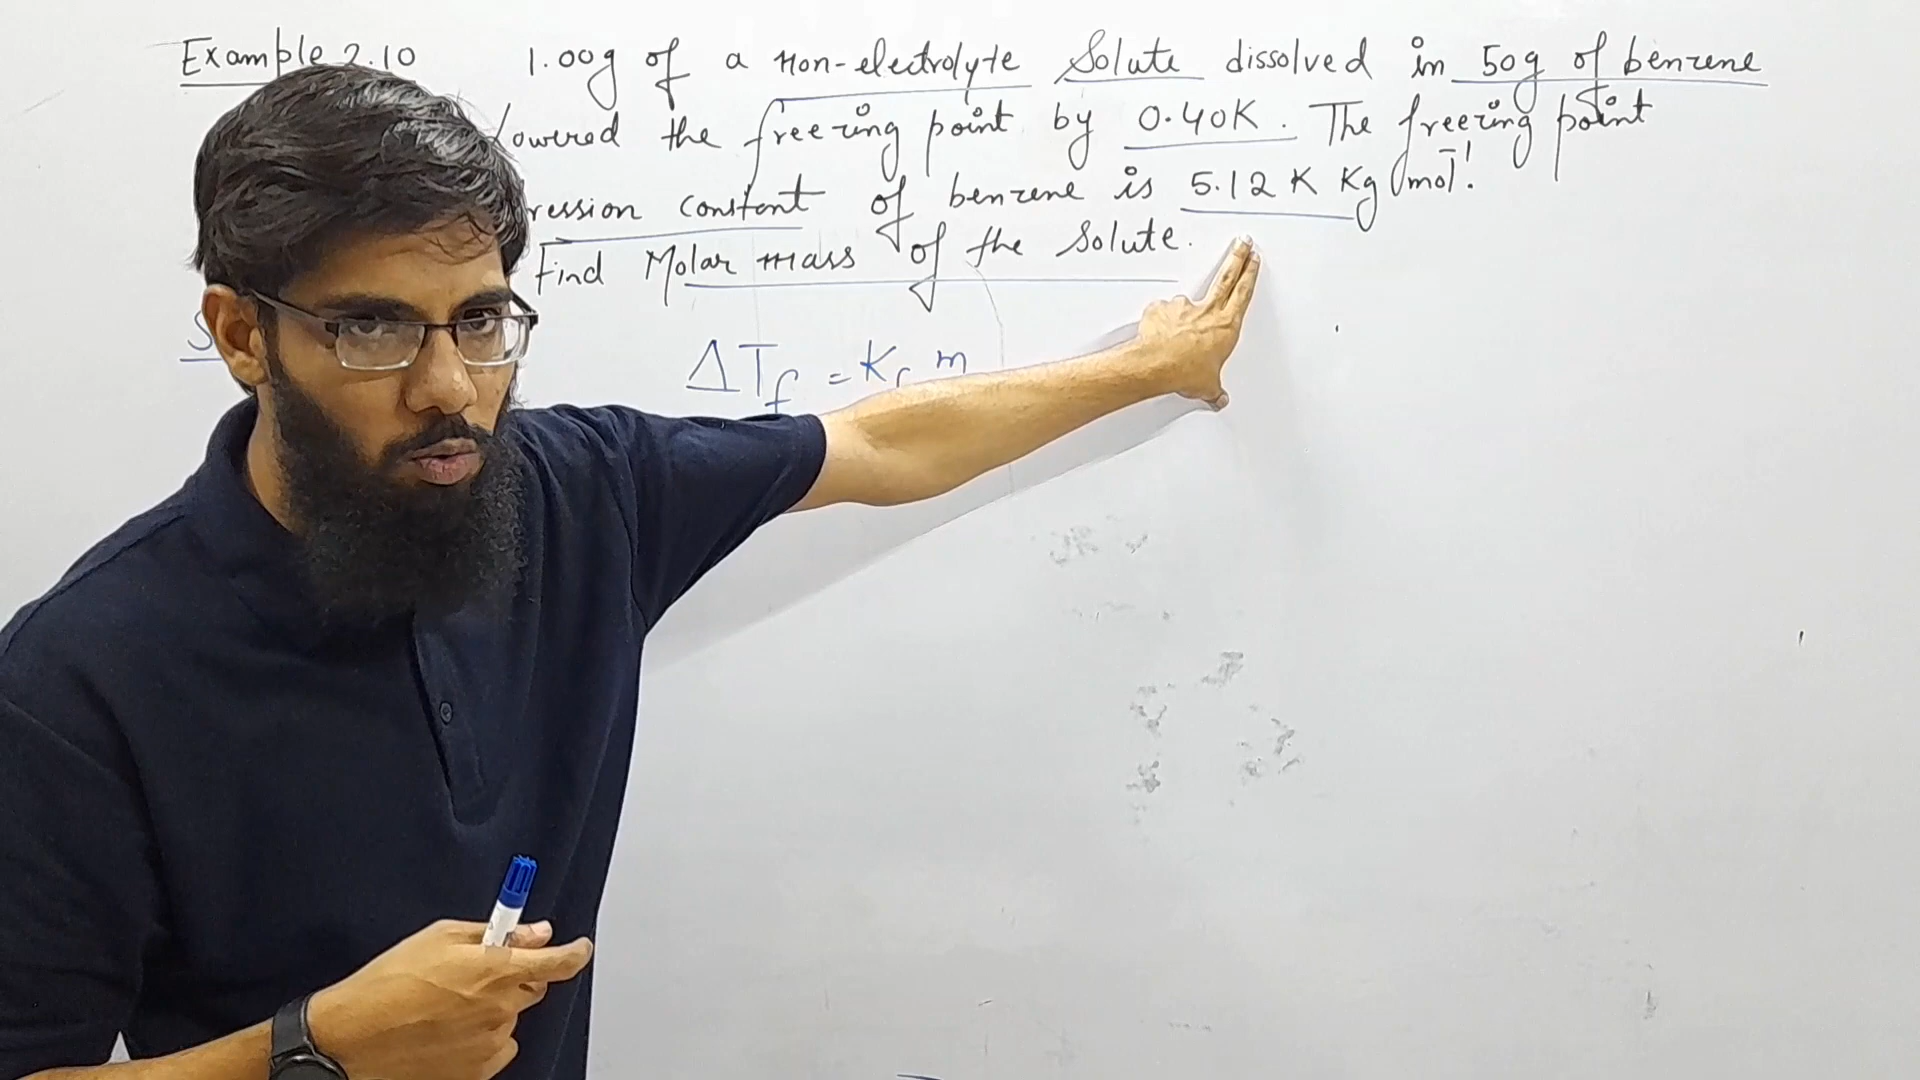 Example 2.10 1.00g of a Non-electrolyte Solute dissolved in 50g of benzene
lowered the freezing point by 0.40K. The freezing point
ression constant of benzene is 5.12 K Kg mol⁻¹.
Find Molar mass of the Solute.
S
ΔTf = Kf m